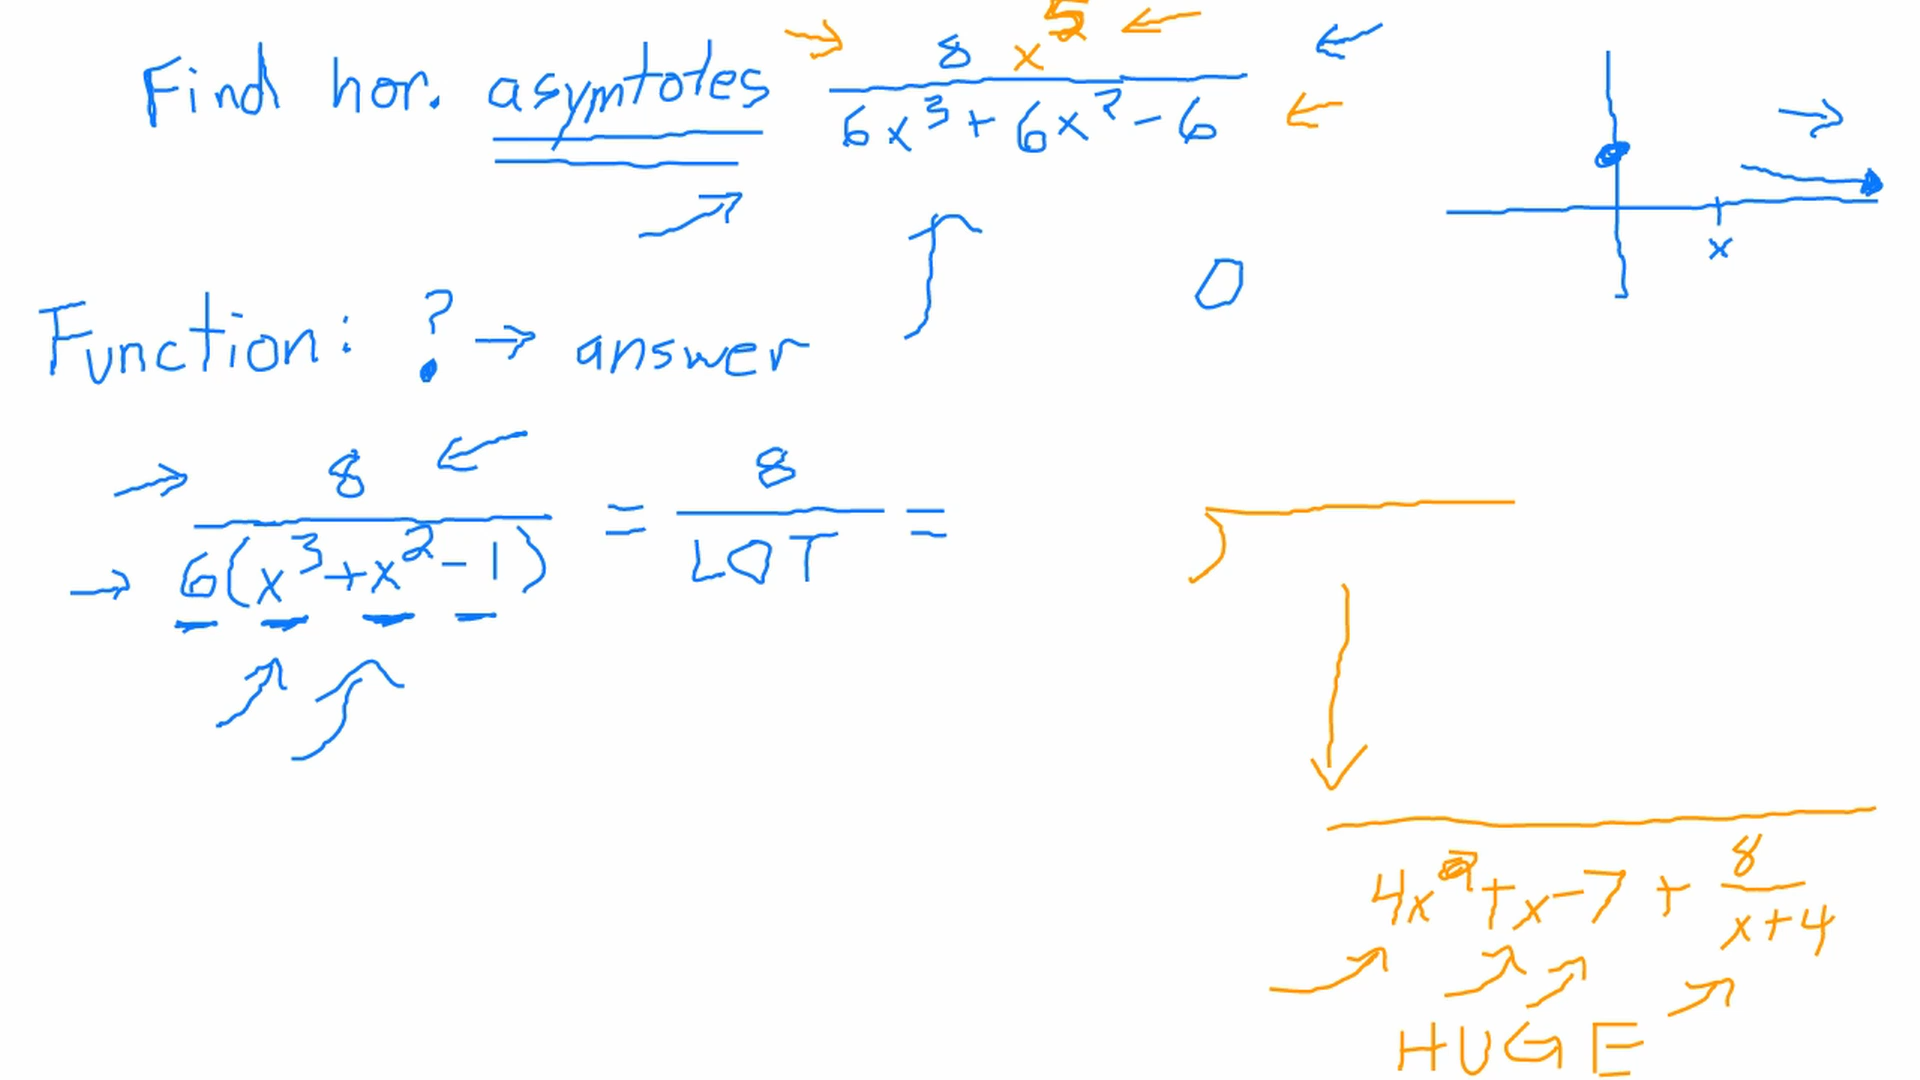 Find hor. asymtotes 8 x^5 / 6x^3 + 6x^2 - 6
x
0
Function: ? → answer
8 / 6(x^3 + x^2 - 1) = 8 / LOT =
4x + x - 7 + 8 / x + 4
HUGE